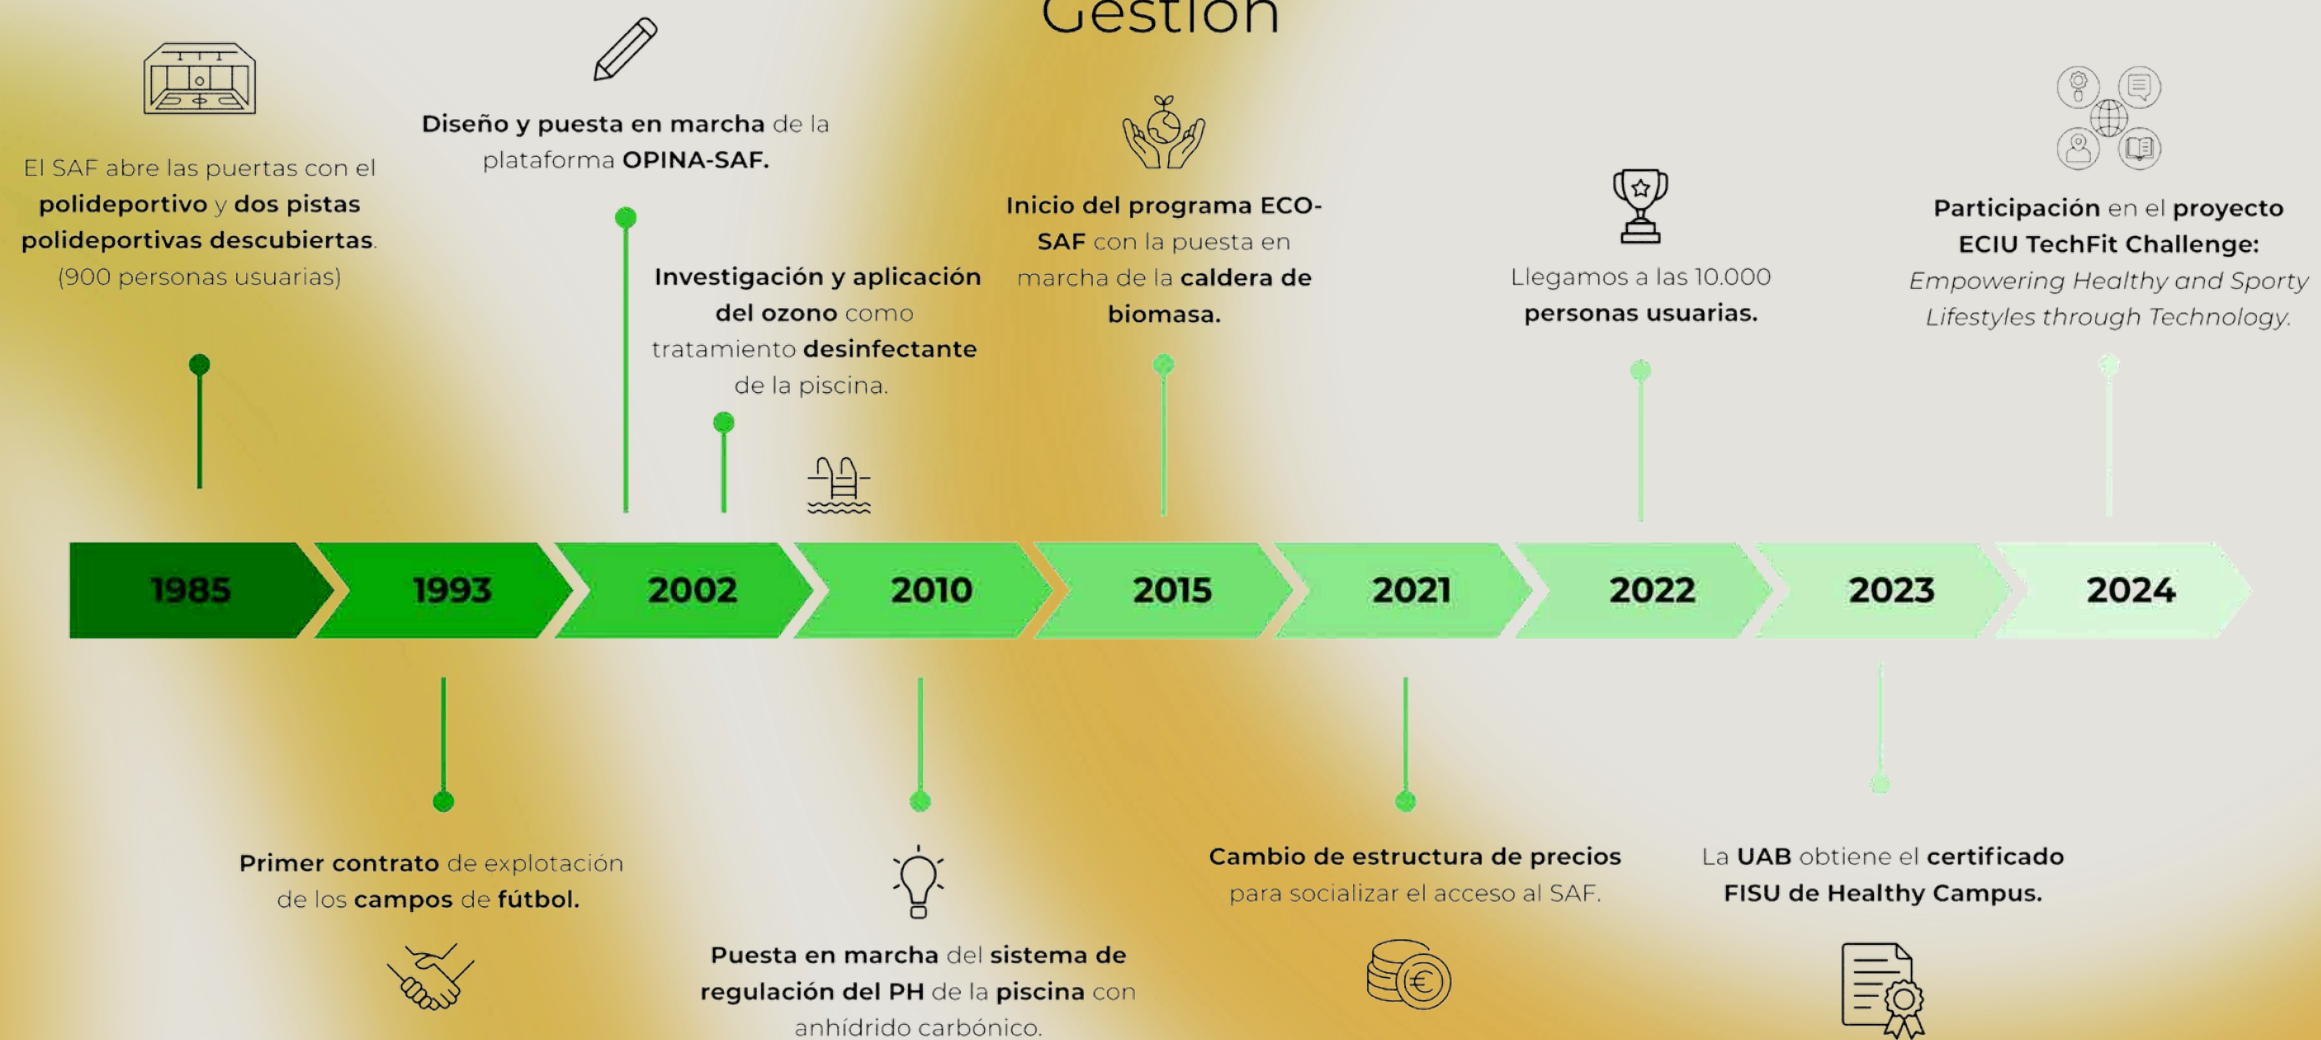 Gestión
El SAF abre las puertas con el
polideportivo y dos pistas
polideportivas descubiertas.
(900 personas usuarias)
Diseño y puesta en marcha de la
plataforma OPINA-SAF.
Investigación y aplicación
del ozono como
tratamiento desinfectante
de la piscina.
Inicio del programa ECO-
SAF con la puesta en
marcha de la caldera de
biomasa.
Llegamos a las 10.000
personas usuarias.
Participación en el proyecto
ECIU TechFit Challenge:
Empowering Healthy and Sporty
Lifestyles through Technology.
1985
1993
2002
2010
2015
2021
2022
2023
2024
Primer contrato de explotación
de los campos de fútbol.
Puesta en marcha del sistema de
regulación del PH de la piscina con
anhídrido carbónico.
Cambio de estructura de precios
para socializar el acceso al SAF.
La UAB obtiene el certificado
FISU de Healthy Campus.